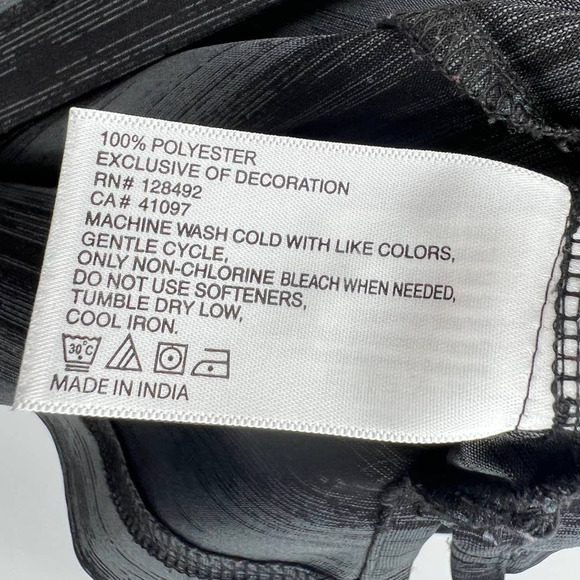 100% POLYESTER
EXCLUSIVE OF DECORATION
RN# 128492
CA# 41097
MACHINE WASH COLD WITH LIKE COLORS,
GENTLE CYCLE,
ONLY NON-CHLORINE BLEACH WHEN NEEDED,
DO NOT USE SOFTENERS,
TUMBLE DRY LOW,
COOL IRON.
30°C
MADE IN INDIA